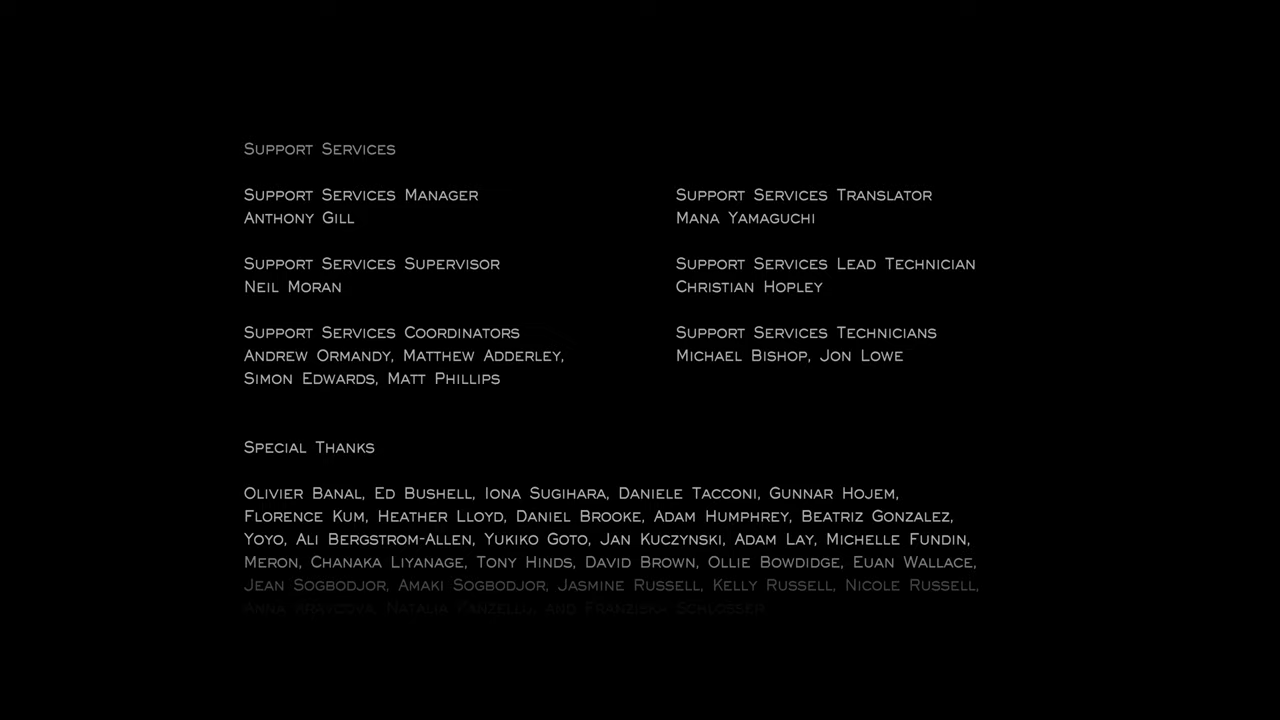 Support Services
Support Services Manager
Anthony Gill
Support Services Supervisor
Neil Moran
Support Services Coordinators
Andrew Ormandy, Matthew Adderley,
Simon Edwards, Matt Phillips
Support Services Translator
Mana Yamaguchi
Support Services Lead Technician
Christian Hopley
Support Services Technicians
Michael Bishop, Jon Lowe
Special Thanks
Olivier Banal, Ed Bushell, Iona Sugihara, Daniele Tacconi, Gunnar Hojem,
Florence Kum, Heather Lloyd, Daniel Brooke, Adam Humphrey, Beatriz Gonzalez,
Yoyo, Ali Bergstrom-Allen, Yukiko Goto, Jan Kuczynski, Adam Lay, Michelle Fundin,
Meron, Chanaka Liyanage, Tony Hinds, David Brown, Ollie Bowdidge, Euan Wallace,
Jean Sogbodjor, Amaki Sogbodjor, Jasmine Russell, Kelly Russell, Nicole Russell,
Anna Natalia and Franziska Schlosser